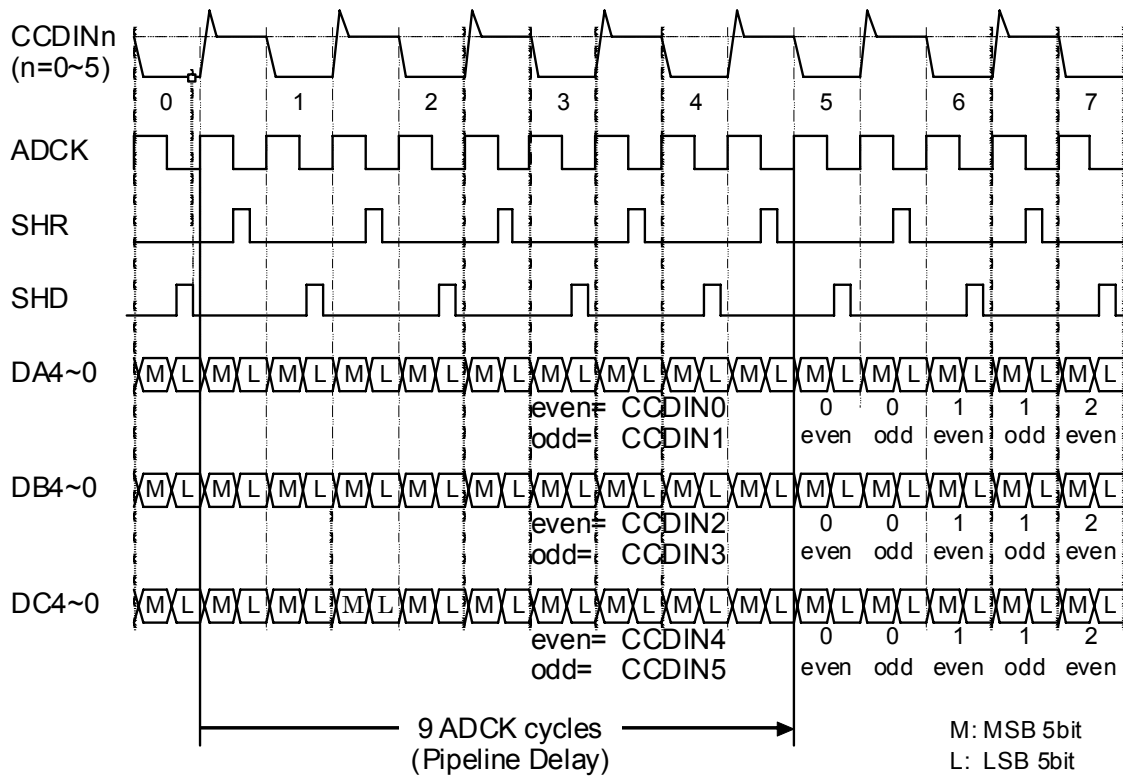 CCDINn
(n=0~5)
0 1 2 3 4 5 6 7
ADCK
SHR
SHD
DA4~0 M L M L M L M L M L M L M L M L M L M L M L M L M L M L M L
even= CCDIN0 0 0 1 1 2
odd= CCDIN1 even odd even odd even
DB4~0 M L M L M L M L M L M L M L M L M L M L M L M L M L M L M L
even= CCDIN2 0 0 1 1 2
odd= CCDIN3 even odd even odd even
DC4~0 M L M L M L M L M L M L M L M L M L M L M L M L M L M L M L
even= CCDIN4 0 0 1 1 2
odd= CCDIN5 even odd even odd even
9 ADCK cycles
(Pipeline Delay)
M: MSB 5bit
L: LSB 5bit